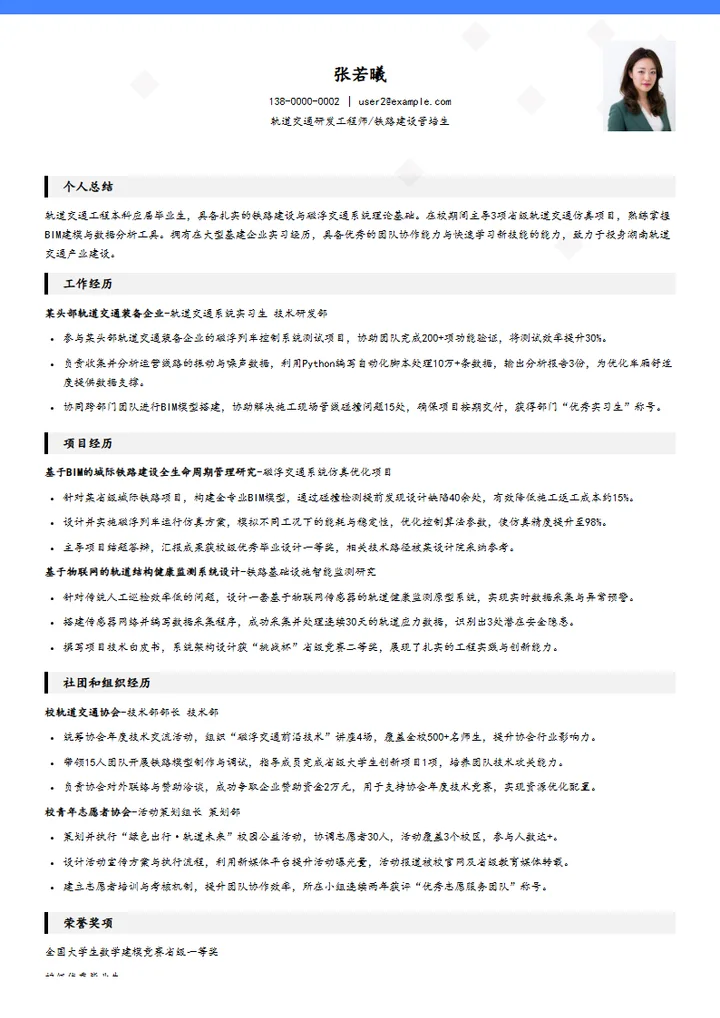 张若曦
138-0000-0002 | user2@example.com
轨道交通研发工程师/铁路建设管培生
个人总结
轨道交通工程本科应届毕业生，具备扎实的铁路建设与磁浮交通系统理论基础。在校期间主导3项省级轨道交通仿真项目，熟练掌握
BIM建模与数据分析工具。拥有在大型基建企业实习经历，具备优秀的团队协作能力与快速学习新技能的能力，致力于投身湖南轨道
交通产业建设。
工作经历
某头部轨道交通装备企业-轨道交通系统实习生 技术研发部
• 参与某头部轨道交通装备企业的磁浮列车控制系统测试项目，协助团队完成200+项功能验证，将测试效率提升30%。
• 负责收集并分析运营线路的振动与噪声数据，利用Python编写自动化脚本处理10万+条数据，输出分析报告3份，为优化车厢舒适
度提供数据支撑。
• 协同跨部门团队进行BIM模型搭建，协助解决施工现场管线碰撞问题15处，确保项目按期交付，获得部门“优秀实习生”称号。
项目经历
基于BIM的城际铁路建设全生命周期管理研究-磁浮交通系统仿真优化项目
• 针对某省级城际铁路项目，构建全专业BIM模型，通过碰撞检测提前发现设计缺陷40余处，有效降低施工返工成本约15%。
• 设计并实施磁浮列车运行仿真方案，模拟不同工况下的能耗与稳定性，优化控制算法参数，使仿真精度提升至98%。
• 主导项目结题答辩，汇报成果获校级优秀毕业设计一等奖，相关技术路径被某设计院采纳参考。
基于物联网的轨道结构健康监测系统设计-铁路基础设施智能监测研究
• 针对传统人工巡检效率低的问题，设计一套基于物联网传感器的轨道健康监测原型系统，实现实时数据采集与异常预警。
• 搭建传感器网络并编写数据采集程序，成功采集并处理连续30天的轨道应力数据，识别出3处潜在安全隐患。
• 撰写项目技术白皮书，系统架构设计获“挑战杯”省级竞赛二等奖，展现了扎实的工程实践与创新能力。
社团和组织经历
校轨道交通协会-技术部部长 技术部
• 统筹协会年度技术交流活动，组织“磁浮交通前沿技术”讲座4场，覆盖全校500+名师生，提升协会行业影响力。
• 带领15人团队开展铁路模型制作与调试，指导成员完成省级大学生创新项目1项，培养团队技术攻关能力。
• 负责协会对外联络与赞助洽谈，成功争取企业赞助资金2万元，用于支持协会年度技术竞赛，实现资源优化配置。
校青年志愿者协会-活动策划组长 策划部
• 策划并执行“绿色出行·轨道未来”校园公益活动，协调志愿者30人，活动覆盖3个校区，参与人数达+。
• 设计活动宣传方案与执行流程，利用新媒体平台提升活动曝光量，活动报道被校官网及省级教育媒体转载。
• 建立志愿者培训与考核机制，提升团队协作效率，所在小组连续两年获评“优秀志愿服务团队”称号。
荣誉奖项
全国大学生数学建模竞赛省级一等奖